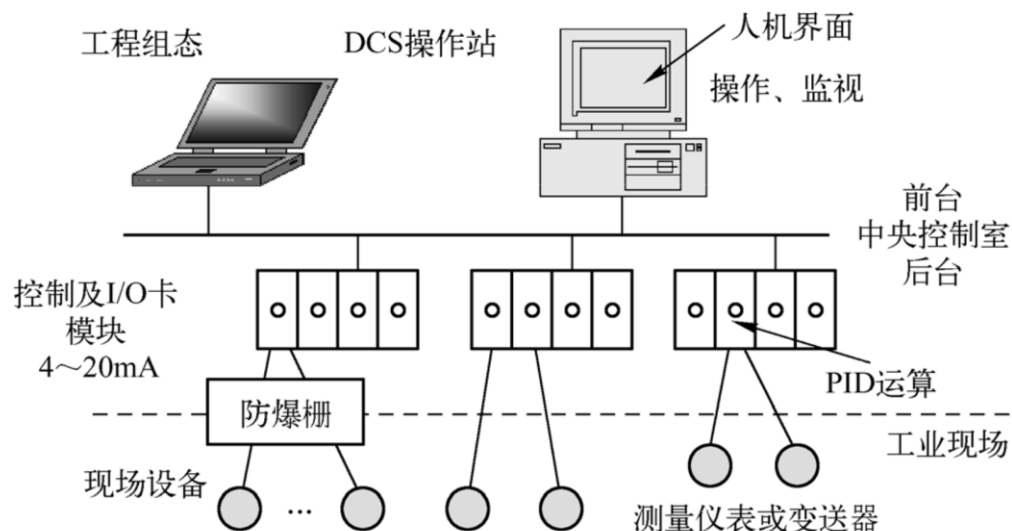 工程组态
DCS操作站
人机界面
操作、监视
前台
中央控制室
后台
控制及I/O卡
模块
4～20mA
PID运算
防爆栅
工业现场
现场设备
...
测量仪表或变送器